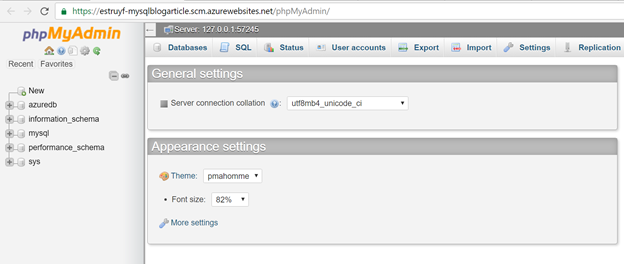 https://estruyf-mysqlblogarticle.scm.azurewebsites.net/phpMyAdmin/
phpMyAdmin
Recent Favorites
New
azuredb
information_schema
mysql
performance_schema
sys
Server: 127.0.0.1:57245
Databases SQL Status User accounts Export Import Settings Replication
General settings
Server connection collation : utf8mb4_unicode_ci
Appearance settings
Theme: pmahomme
• Font size: 82%
More settings